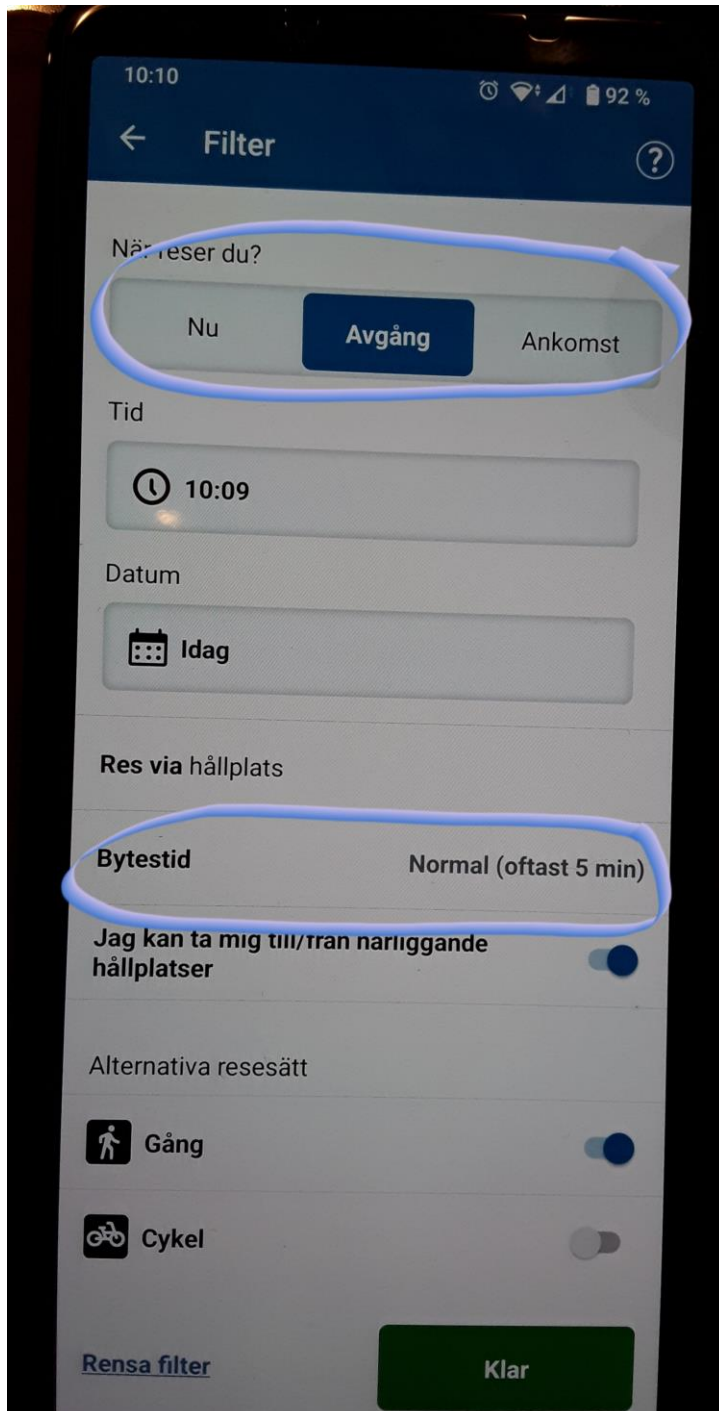 10:10 92 %
Filter
När reser du?
Nu Avgång Ankomst
Tid
10:09
Datum
Idag
Res via hållplats
Bytestid Normal (oftast 5 min)
Jag kan ta mig till/från närliggande
hållplatser
Alternativa resesätt
Gång
Cykel
Rensa filter Klar